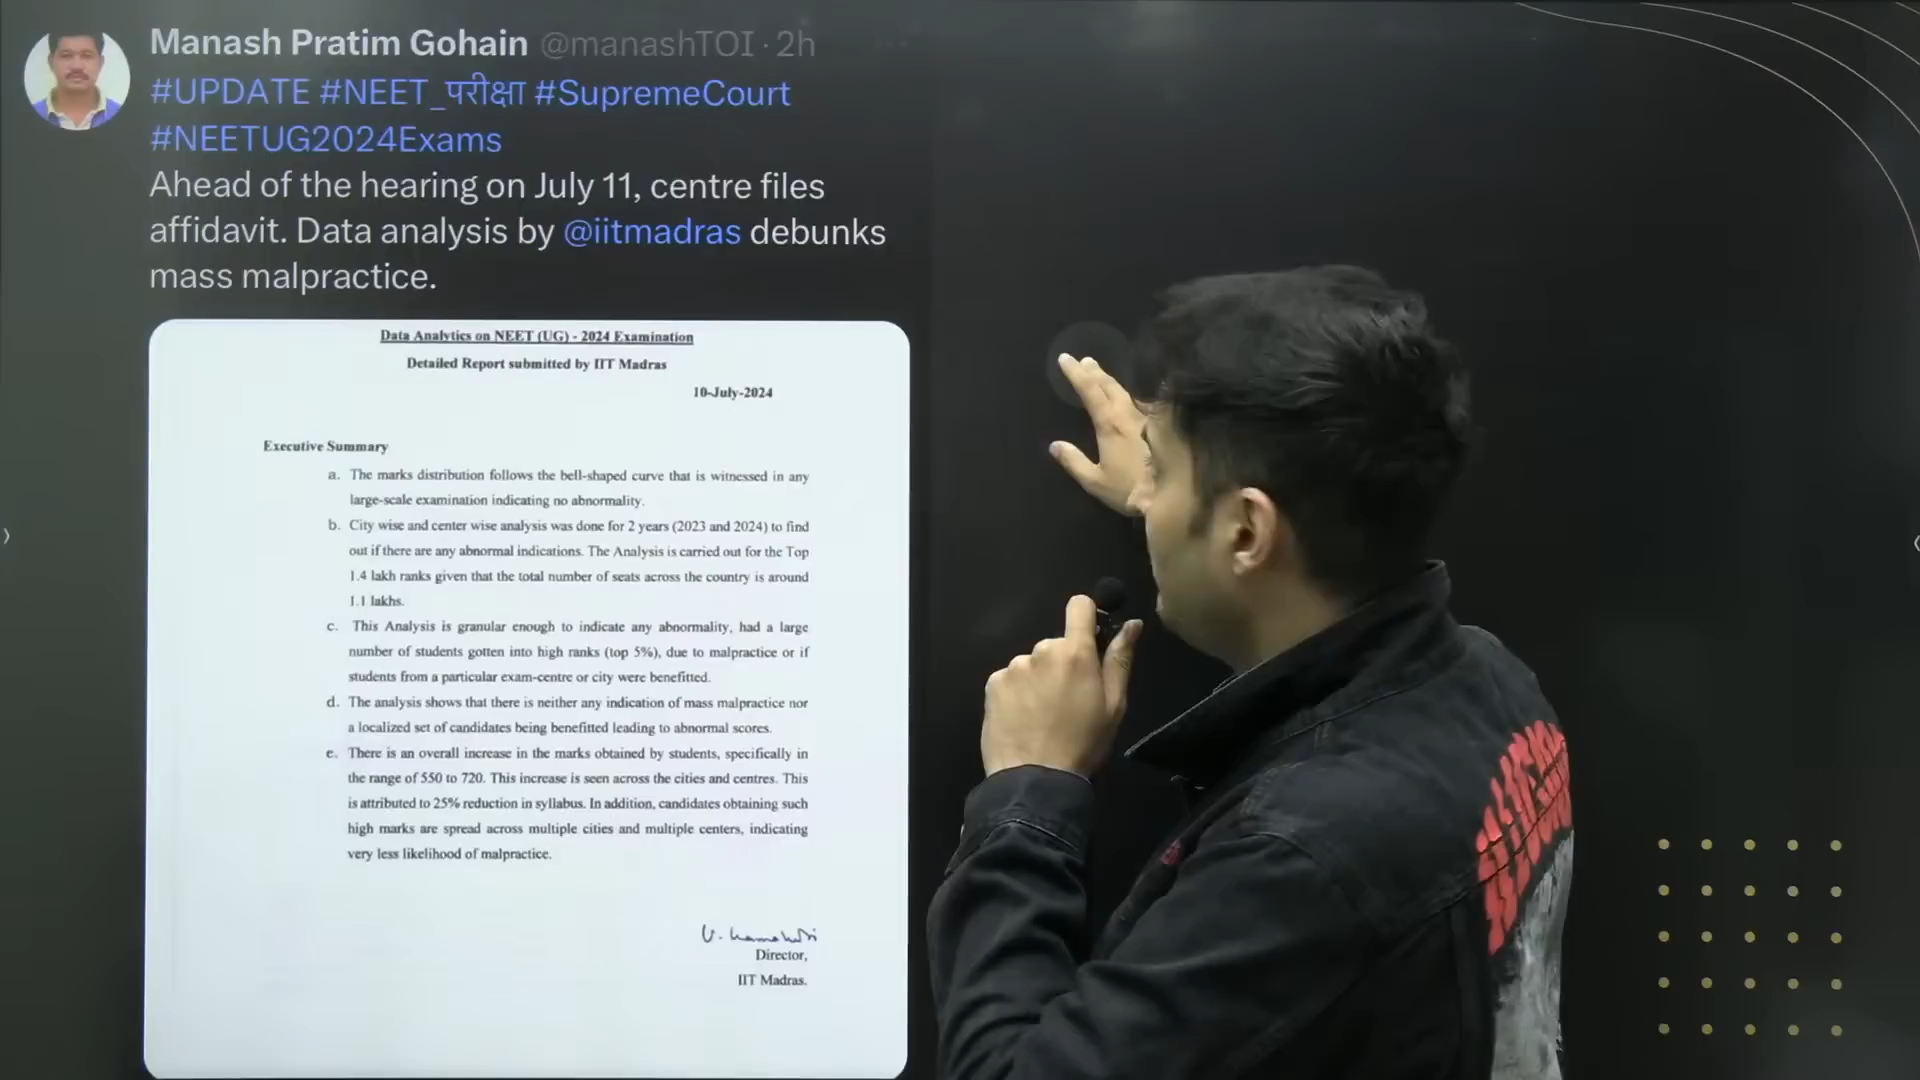 Manash Pratim Gohain @manashTOI · 2h
#UPDATE #NEET_परीक्षा #SupremeCourt
#NEETUG2024Exams
Ahead of the hearing on July 11, centre files
affidavit. Data analysis by @iitmadras debunks
mass malpractice.
Data Analytics on NEET (UG) - 2024 Examination
Detailed Report submitted by IIT Madras
10-July-2024
Executive Summary
a. The marks distribution follows the bell-shaped curve that is witnessed in any
large-scale examination indicating no abnormality.
b. City wise and center wise analysis was done for 2 years (2023 and 2024) to find
out if there are any abnormal indications. The Analysis is carried out for the Top
1.4 lakh ranks given that the total number of seats across the country is around
1.1 lakhs.
c. This Analysis is granular enough to indicate any abnormality, had a large
number of students gotten into high ranks (top 5%), due to malpractice or if
students from a particular exam-centre or city were benefitted.
d. The analysis shows that there is neither any indication of mass malpractice nor
a localized set of candidates being benefitted leading to abnormal scores.
e. There is an overall increase in the marks obtained by students, specifically in
the range of 550 to 720. This increase is seen across the cities and centres. This
is attributed to 25% reduction in syllabus. In addition, candidates obtaining such
high marks are spread across multiple cities and multiple centers, indicating
very less likelihood of malpractice.
Director,
IIT Madras.